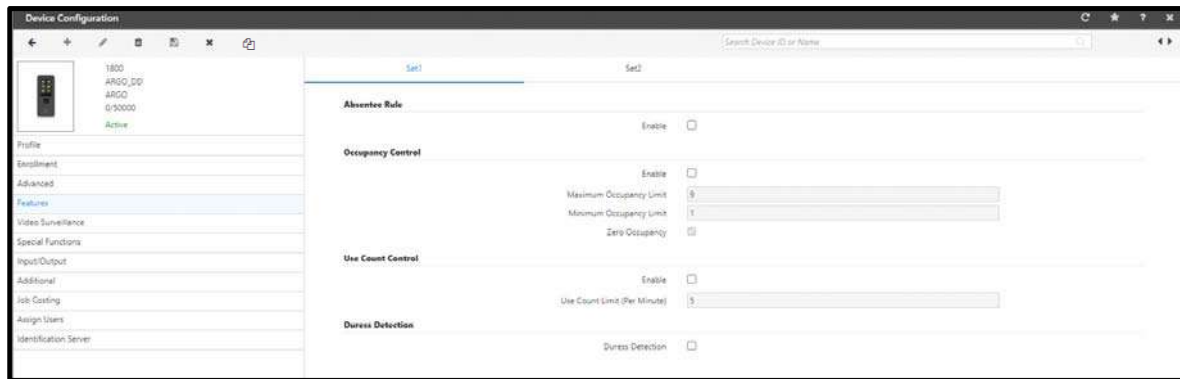 Device Configuration
Search Device ID or Name
1800
ARGO_DD
ARGO
0/50000
Active
Profile
Enrollment
Advanced
Features
Video Surveillance
Special Functions
Input/Output
Additional
Job Costing
Assign Users
Identification Server
Set1 Set2
Absentee Rule
Enable
Occupancy Control
Enable
Maximum Occupancy Limit 9
Minimum Occupancy Limit 1
Zero Occupancy
Use Count Control
Enable
Use Count Limit (Per Minute) 5
Duress Detection
Duress Detection